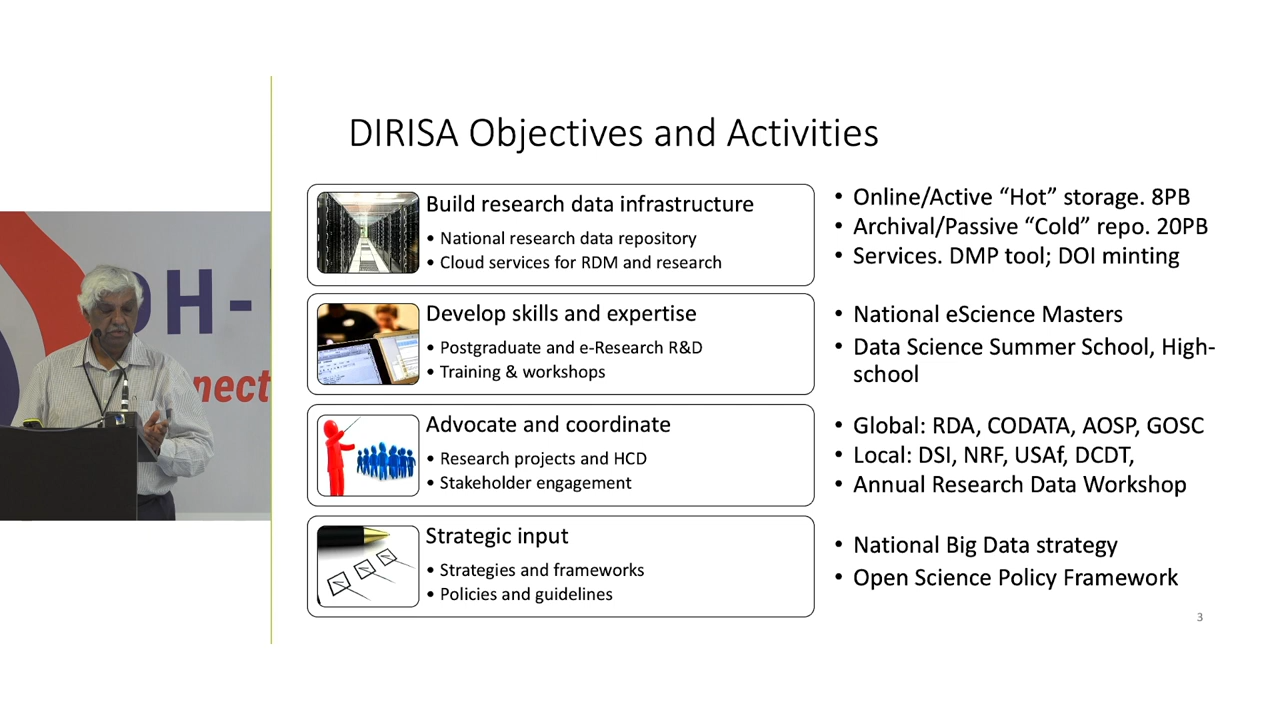 DIRISA Objectives and Activities
Build research data infrastructure
• National research data repository
• Cloud services for RDM and research
• Online/Active “Hot” storage. 8PB
• Archival/Passive “Cold” repo. 20PB
• Services. DMP tool; DOI minting
Develop skills and expertise
• Postgraduate and e-Research R&D
• Training & workshops
• National eScience Masters
• Data Science Summer School, High-
school
Advocate and coordinate
• Research projects and HCD
• Stakeholder engagement
• Global: RDA, CODATA, AOSP, GOSC
• Local: DSI, NRF, USAf, DCDT,
• Annual Research Data Workshop
Strategic input
• Strategies and frameworks
• Policies and guidelines
• National Big Data strategy
• Open Science Policy Framework
3
DH-
nect